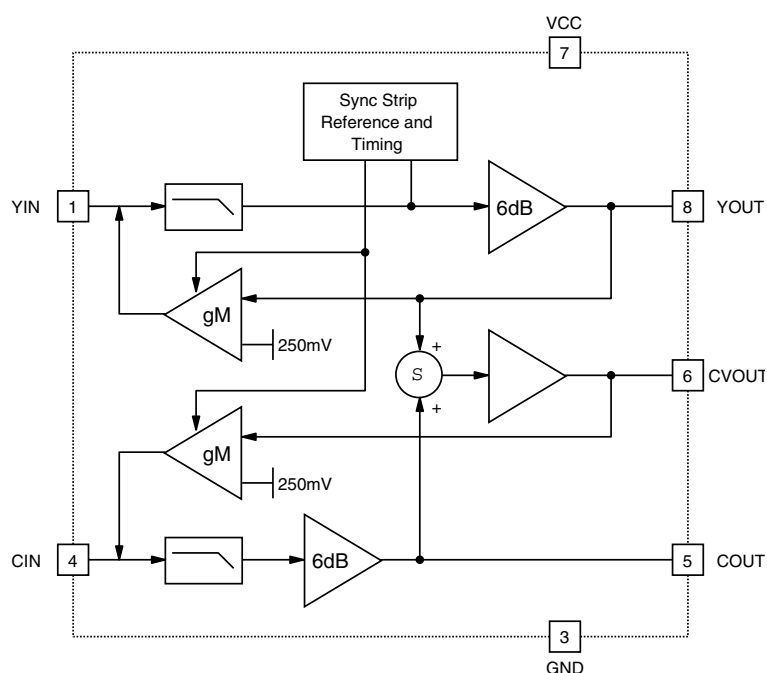 VCC
7
Sync Strip
Reference and
Timing
YIN
1
6dB
8
YOUT
gM
250mV
+
S
+
6
CVOUT
gM
250mV
CIN
4
6dB
5
COUT
3
GND